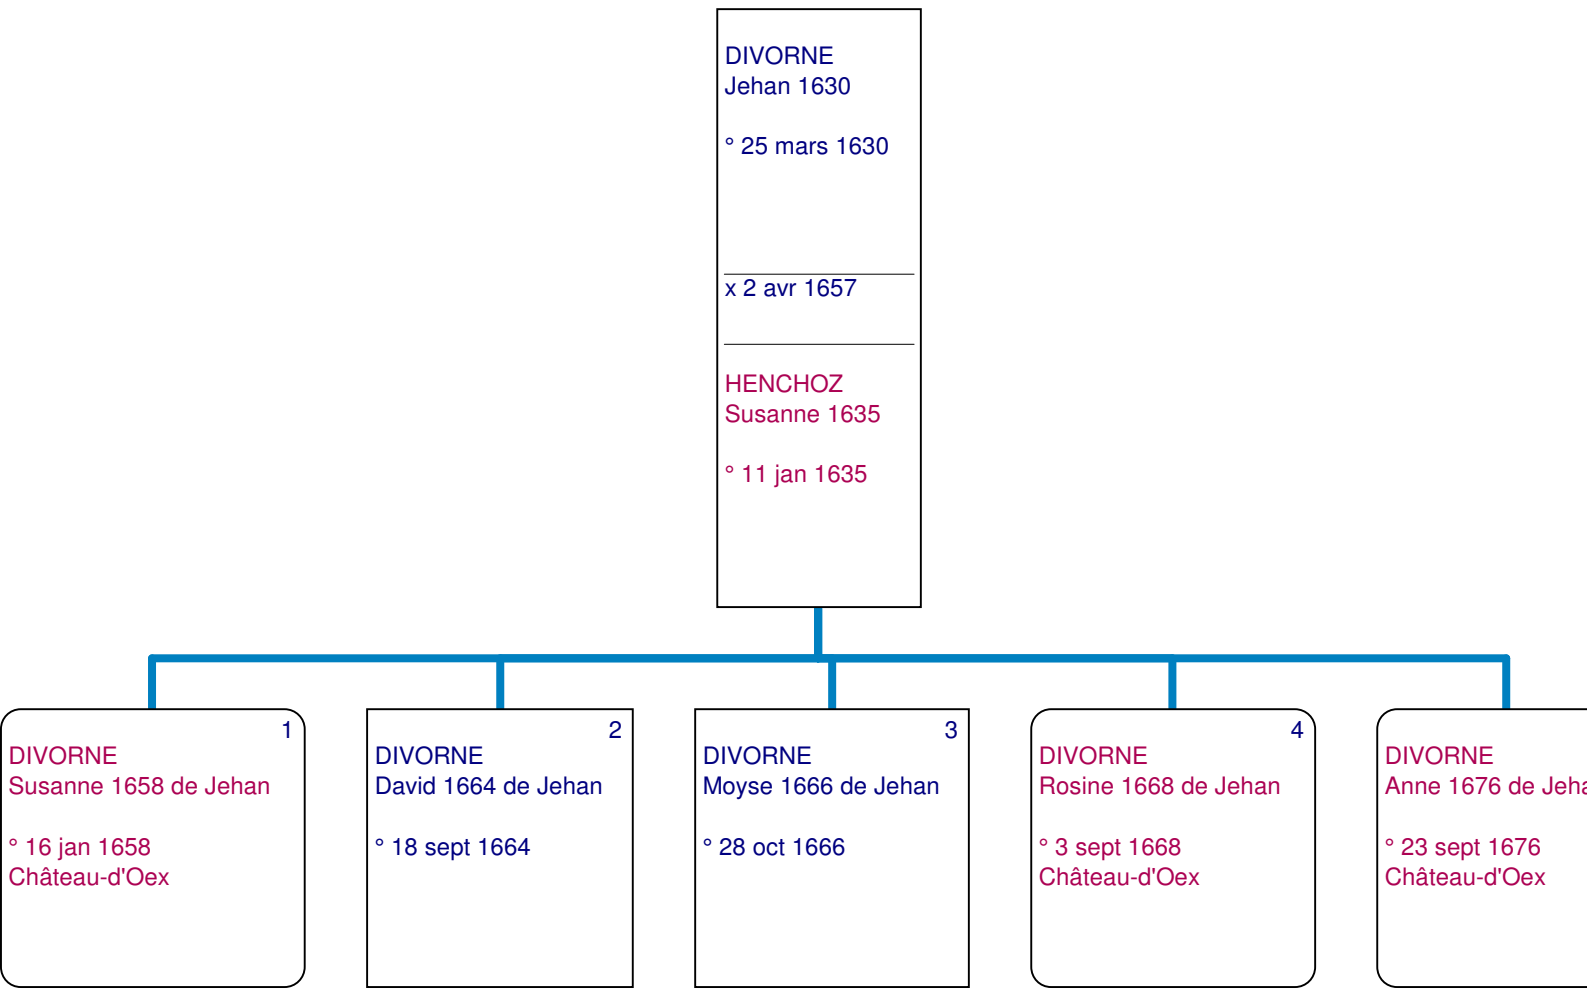 DIVORNE
Jehan 1630
° 25 mars 1630
x 2 avr 1657
HENCHOZ
Susanne 1635
° 11 jan 1635
1
DIVORNE
Susanne 1658 de Jehan
° 16 jan 1658
Château-d'Oex
2
DIVORNE
David 1664 de Jehan
° 18 sept 1664
3
DIVORNE
Moyse 1666 de Jehan
° 28 oct 1666
4
DIVORNE
Rosine 1668 de Jehan
° 3 sept 1668
Château-d'Oex
DIVORNE
Anne 1676 de
° 23 sept 1676
Château-d'Oex